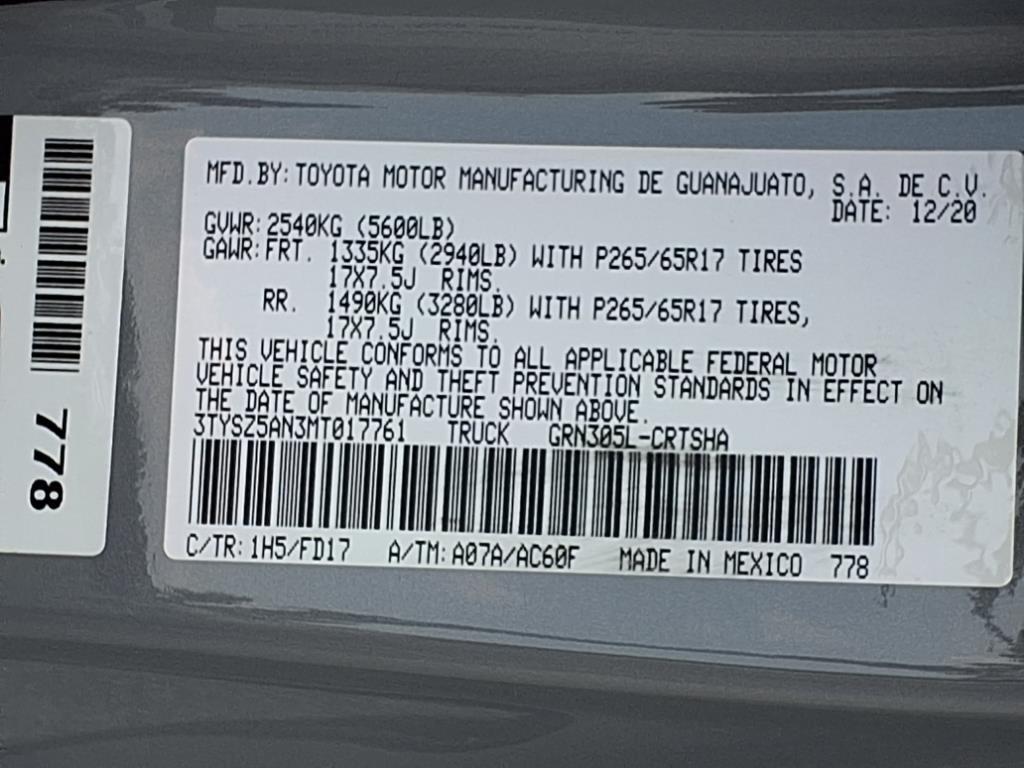 MFD.BY: TOYOTA MOTOR MANUFACTURING DE GUANAJUATO, S.A. DE C.V.
DATE: 12/20
GVWR: 2540KG (5600LB)
GAWR: FRT. 1335KG (2940LB) WITH P265/65R17 TIRES
17X7.5J RIMS.
RR. 1490KG (3280LB) WITH P265/65R17 TIRES,
17X7.5J RIMS.
THIS VEHICLE CONFORMS TO ALL APPLICABLE FEDERAL MOTOR
VEHICLE SAFETY AND THEFT PREVENTION STANDARDS IN EFFECT ON
THE DATE OF MANUFACTURE SHOWN ABOVE.
3TYSZ5AN3MT017761 TRUCK GRN305L-CRTSHA
C/TR: 1H5/FD17 A/TM: A07A/AC60F MADE IN MEXICO 778
778